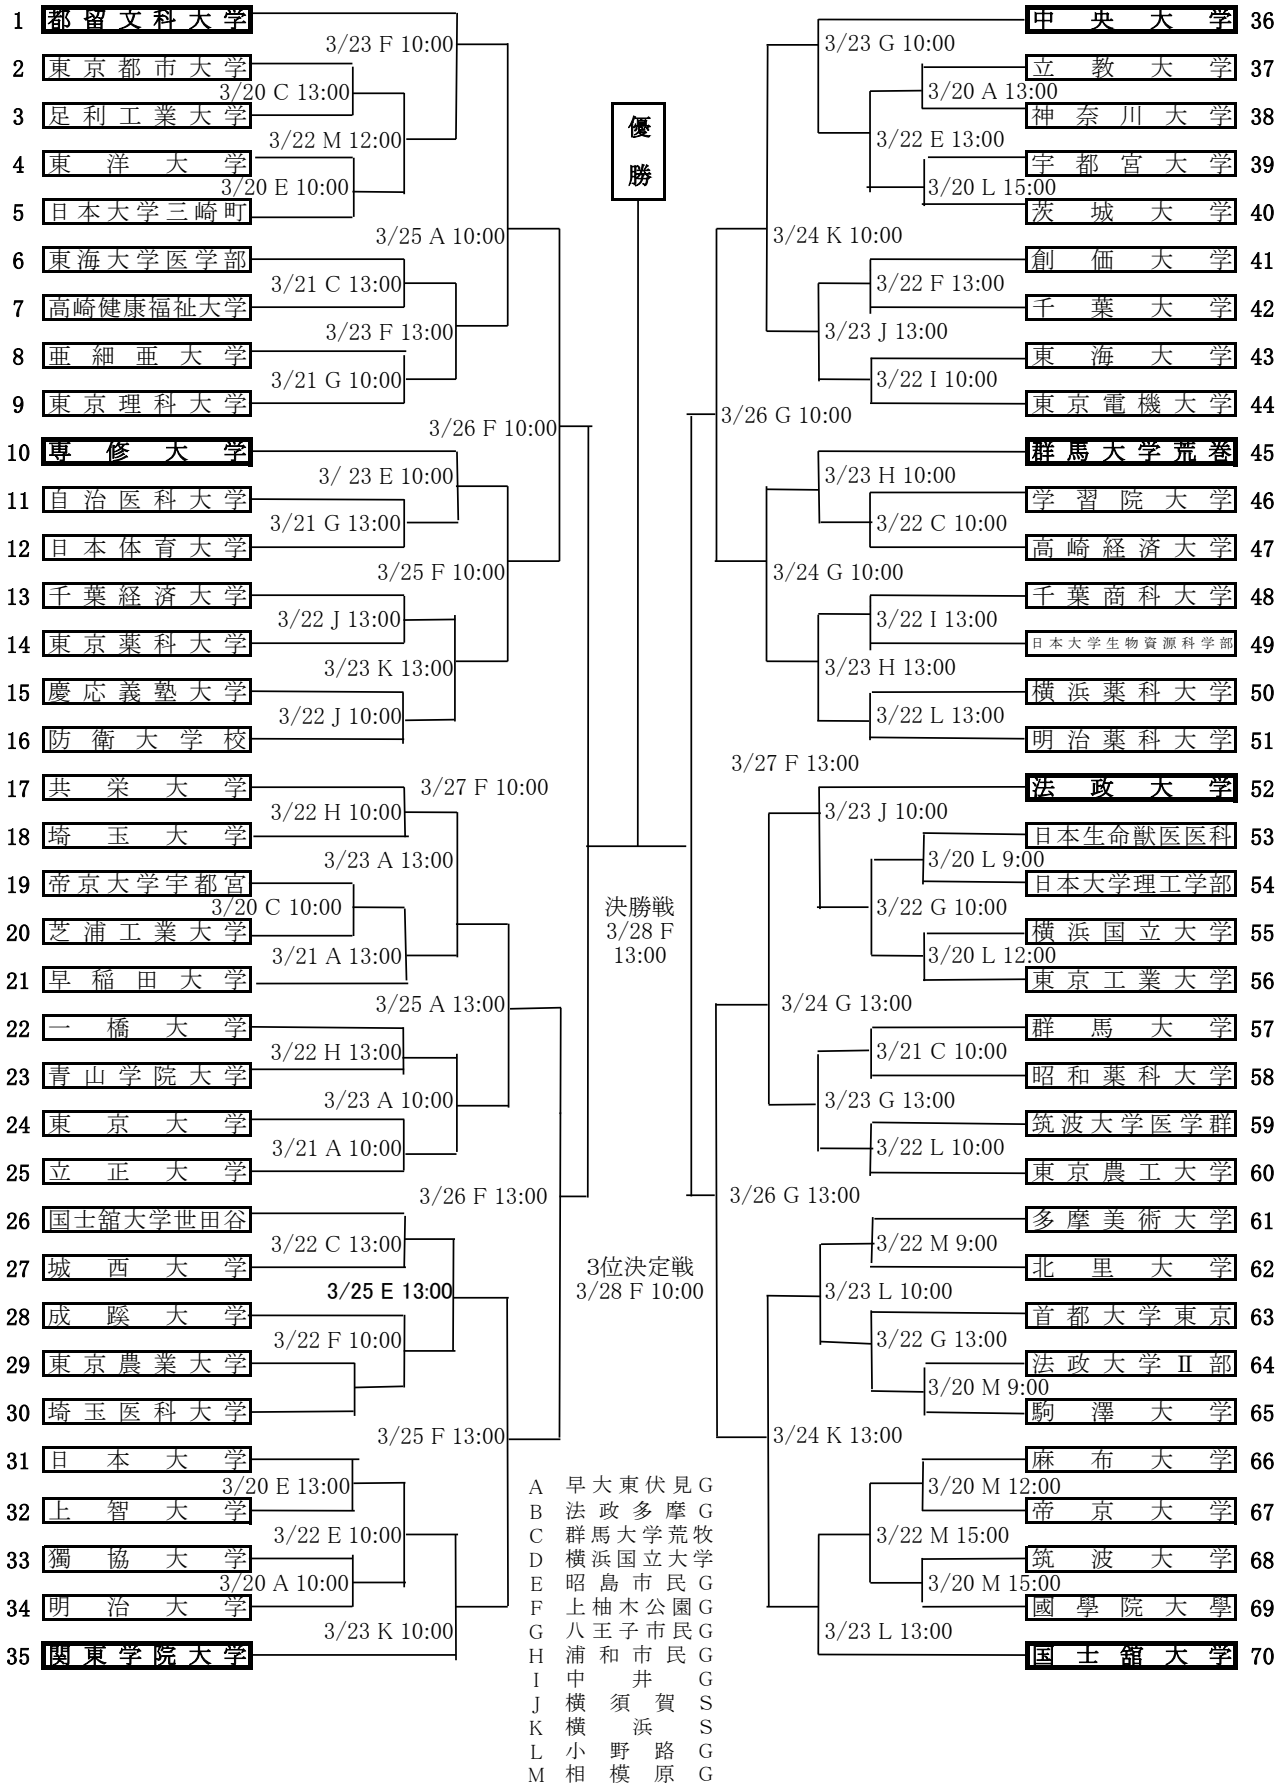 1 都留文科大学
3/23 F 10:00
2 東京都市大学
3/20 C 13:00
3 足利工業大学
3/22 M 12:00
4 東洋大学
3/20 E 10:00
5 日本大学三崎町
3/25 A 10:00
6 東海大学医学部
3/21 C 13:00
7 高崎健康福祉大学
3/23 F 13:00
8 亜細亜大学
3/21 G 10:00
9 東京理科大学
3/26 F 10:00
10 専修大学
3/ 23 E 10:00
11 自治医科大学
3/21 G 13:00
12 日本体育大学
3/25 F 10:00
13 千葉経済大学
3/22 J 13:00
14 東京薬科大学
3/23 K 13:00
15 慶応義塾大学
3/22 J 10:00
16 防衛大学校
17 共栄大学
3/27 F 10:00
3/22 H 10:00
18 埼玉大学
3/23 A 13:00
19 帝京大学宇都宮
3/20 C 10:00
20 芝浦工業大学
3/21 A 13:00
21 早稲田大学
3/25 A 13:00
22 一橋大学
3/22 H 13:00
23 青山学院大学
3/23 A 10:00
24 東京大学
3/21 A 10:00
25 立正大学
3/26 F 13:00
26 国士舘大学世田谷
3/22 C 13:00
27 城西大学
3/25 E 13:00
28 成蹊大学
3/22 F 10:00
29 東京農業大学
30 埼玉医科大学
3/25 F 13:00
31 日本大学
3/20 E 13:00
32 上智大学
3/22 E 10:00
33 獨協大学
3/20 A 10:00
34 明治大学
3/23 K 10:00
35 関東学院大学
優
勝
決勝戦
3/28 F
13:00
3位決定戦
3/28 F 10:00
A 早大東伏見G
B 法政多摩G
C 群馬大学荒牧
D 横浜国立大学
E 昭島市民G
F 上柚木公園G
G 八王子市民G
H 浦和市民G
I 中井G
J 横須賀S
K 横浜S
L 小野路G
M 相模原G
中央大学 36
3/23 G 10:00
立教大学 37
3/20 A 13:00
神奈川大学 38
3/22 E 13:00
宇都宮大学 39
3/20 L 15:00
茨城大学 40
3/24 K 10:00
創価大学 41
3/22 F 13:00
千葉大学 42
3/23 J 13:00
東海大学 43
3/22 I 10:00
東京電機大学 44
3/26 G 10:00
群馬大学荒巻 45
3/23 H 10:00
学習院大学 46
3/22 C 10:00
高崎経済大学 47
3/24 G 10:00
千葉商科大学 48
3/22 I 13:00
日本大学生物資源科学部 49
3/23 H 13:00
横浜薬科大学 50
3/22 L 13:00
明治薬科大学 51
3/27 F 13:00
法政大学 52
3/23 J 10:00
日本生命獣医医科 53
3/20 L 9:00
日本大学理工学部 54
3/22 G 10:00
横浜国立大学 55
3/20 L 12:00
東京工業大学 56
3/24 G 13:00
群馬大学 57
3/21 C 10:00
昭和薬科大学 58
3/23 G 13:00
筑波大学医学群 59
3/22 L 10:00
東京農工大学 60
3/26 G 13:00
多摩美術大学 61
3/22 M 9:00
北里大学 62
3/23 L 10:00
首都大学東京 63
3/22 G 13:00
法政大学Ⅱ部 64
3/20 M 9:00
駒澤大学 65
3/24 K 13:00
麻布大学 66
3/20 M 12:00
帝京大学 67
3/22 M 15:00
筑波大学 68
3/20 M 15:00
國學院大學 69
3/23 L 13:00
国士舘大学 70